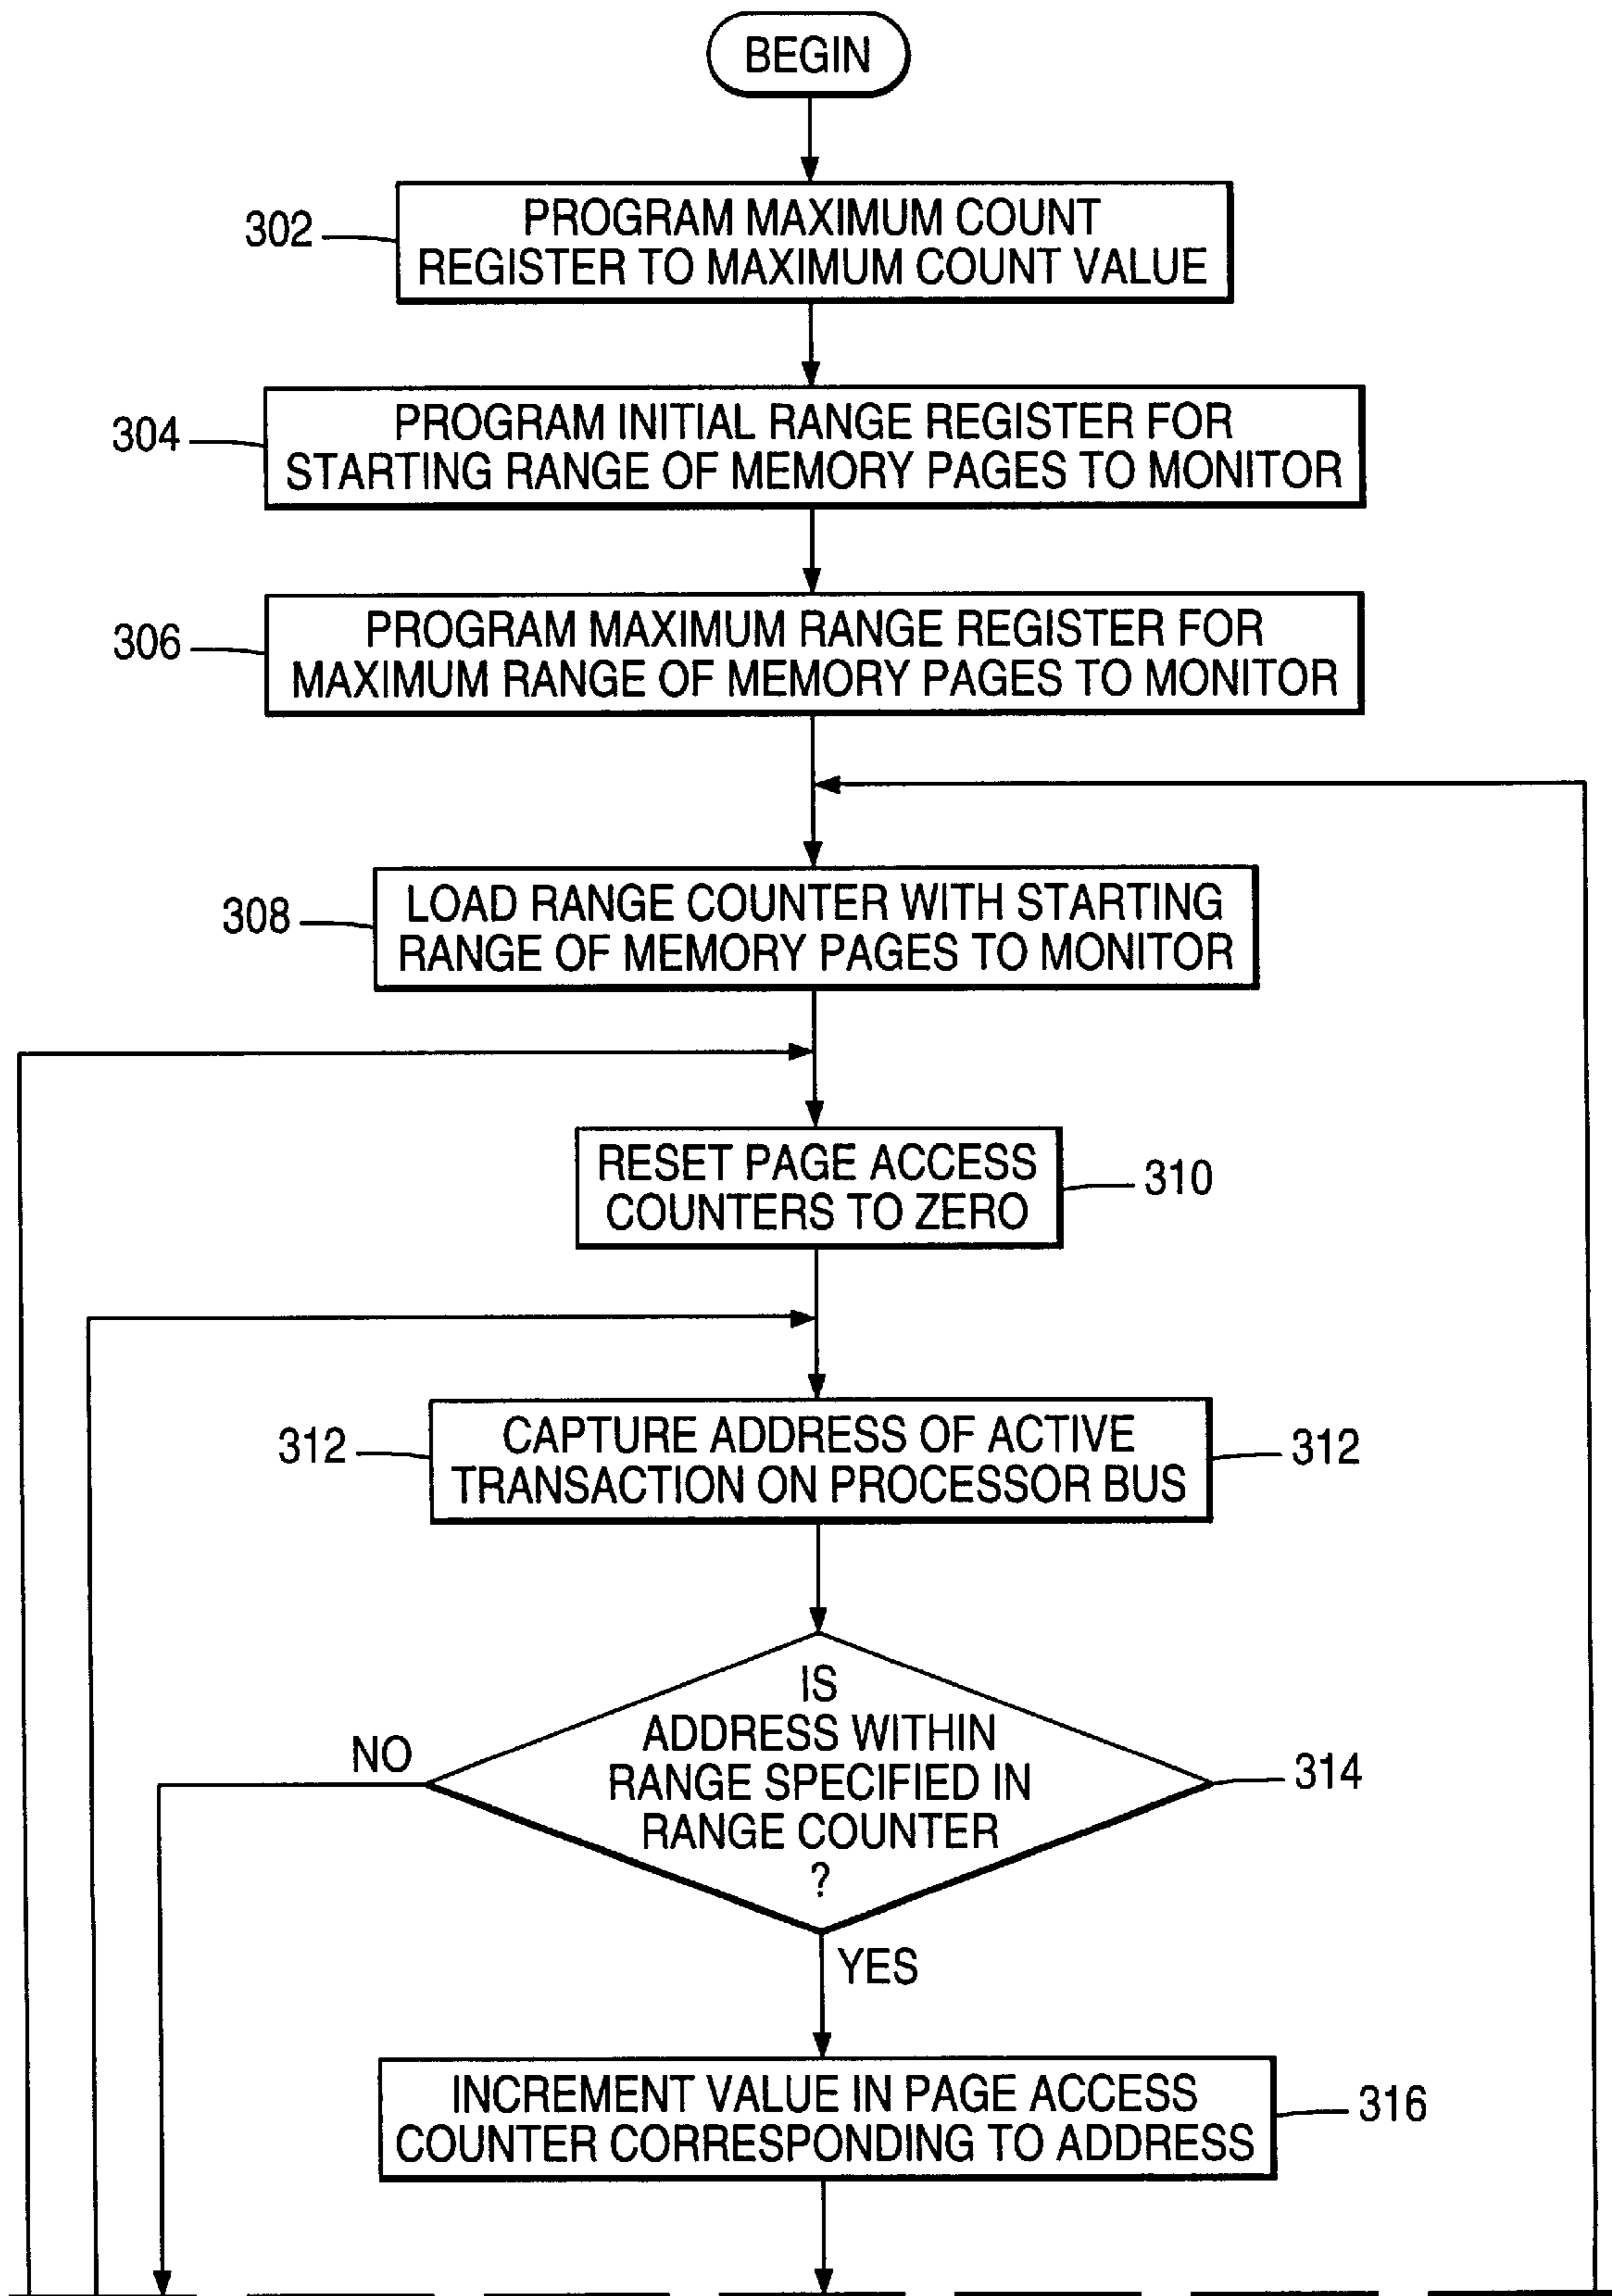 BEGIN
302
PROGRAM MAXIMUM COUNT
REGISTER TO MAXIMUM COUNT VALUE
304
PROGRAM INITIAL RANGE REGISTER FOR
STARTING RANGE OF MEMORY PAGES TO MONITOR
306
PROGRAM MAXIMUM RANGE REGISTER FOR
MAXIMUM RANGE OF MEMORY PAGES TO MONITOR
308
LOAD RANGE COUNTER WITH STARTING
RANGE OF MEMORY PAGES TO MONITOR
RESET PAGE ACCESS
COUNTERS TO ZERO
310
312
CAPTURE ADDRESS OF ACTIVE
TRANSACTION ON PROCESSOR BUS
312
IS
ADDRESS WITHIN
RANGE SPECIFIED IN
RANGE COUNTER
?
NO
314
YES
INCREMENT VALUE IN PAGE ACCESS
COUNTER CORRESPONDING TO ADDRESS
316